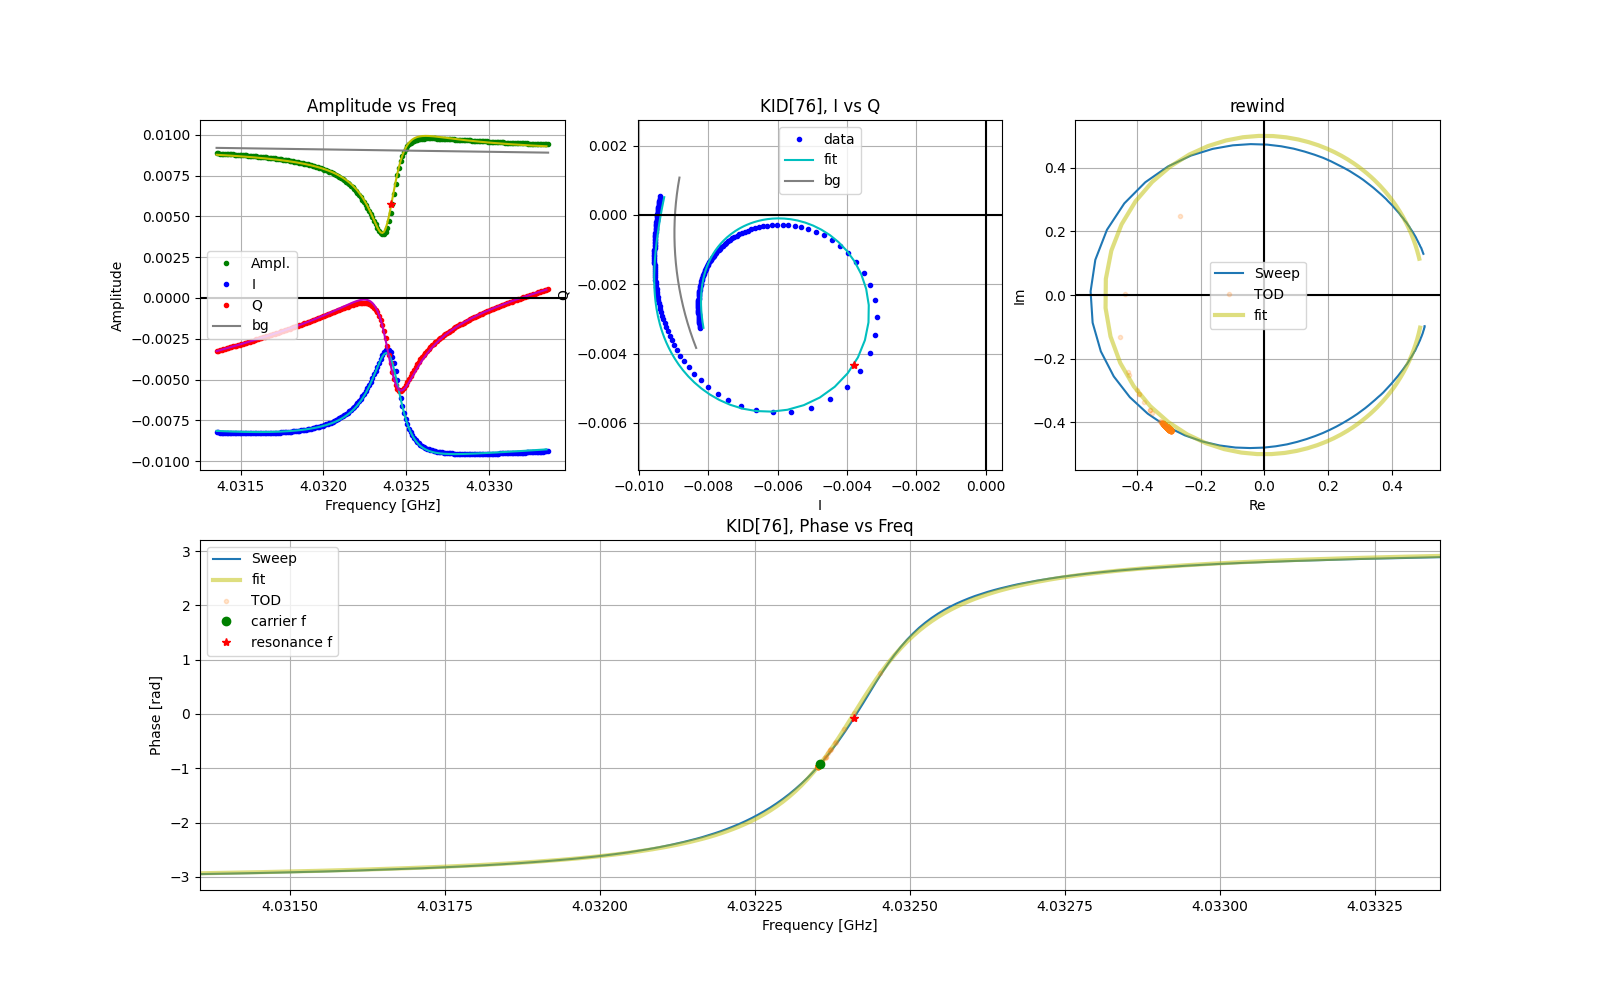 Amplitude vs Freq
0.0100
0.0075
0.0050
0.0025
0.0000
−0.0025
−0.0050
−0.0075
−0.0100
Amplitude
Ampl.
I
Q
bg
4.0315
4.0320
4.0325
4.0330
Frequency [GHz]
KID[76], I vs Q
0.002
0.000
−0.002
−0.004
−0.006
Q
data
fit
bg
−0.010
−0.008
−0.006
−0.004
−0.002
0.000
I
rewind
0.4
0.2
0.0
−0.2
−0.4
Im
Sweep
TOD
fit
−0.4
−0.2
0.0
0.2
0.4
Re
KID[76], Phase vs Freq
3
2
1
0
−1
−2
−3
Phase [rad]
Sweep
fit
TOD
carrier f
resonance f
4.03150
4.03175
4.03200
4.03225
4.03250
4.03275
4.03300
4.03325
Frequency [GHz]